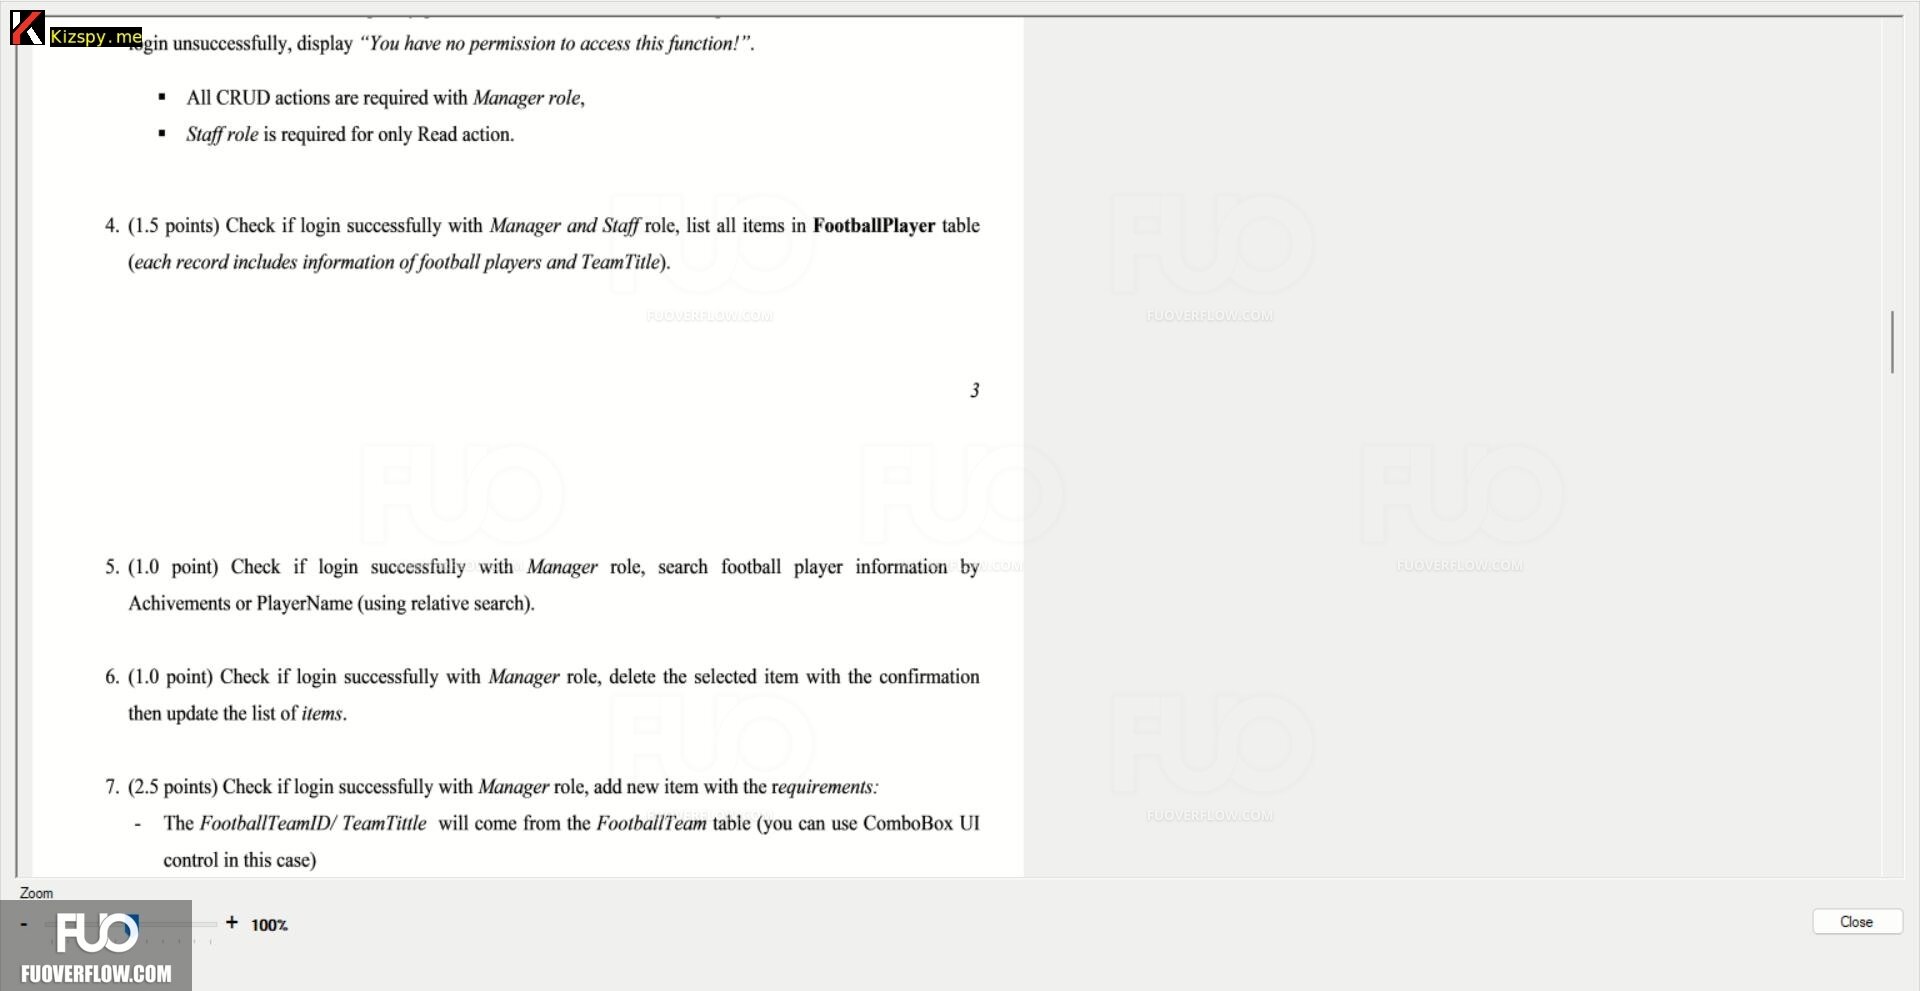 Kizspy.me
ogin unsuccessfully, display “You have no permission to access this function!”.
▪ All CRUD actions are required with Manager role,
▪ Staff role is required for only Read action.
4. (1.5 points) Check if login successfully with Manager and Staff role, list all items in FootballPlayer table
(each record includes information of football players and TeamTitle).
FUOVERFLOW.COM
FUOVERFLOW.COM
3
5. (1.0 point) Check if login successfully with Manager role, search football player information by
Achivements or PlayerName (using relative search).
FUOVERFLOW.COM
6. (1.0 point) Check if login successfully with Manager role, delete the selected item with the confirmation
then update the list of items.
7. (2.5 points) Check if login successfully with Manager role, add new item with the requirements:
- The FootballTeamID/ TeamTittle will come from the FootballTeam table (you can use ComboBox UI
control in this case)
FUOVERFLOW.COM
Zoom
- + 100%
Close
FUO
FUOVERFLOW.COM